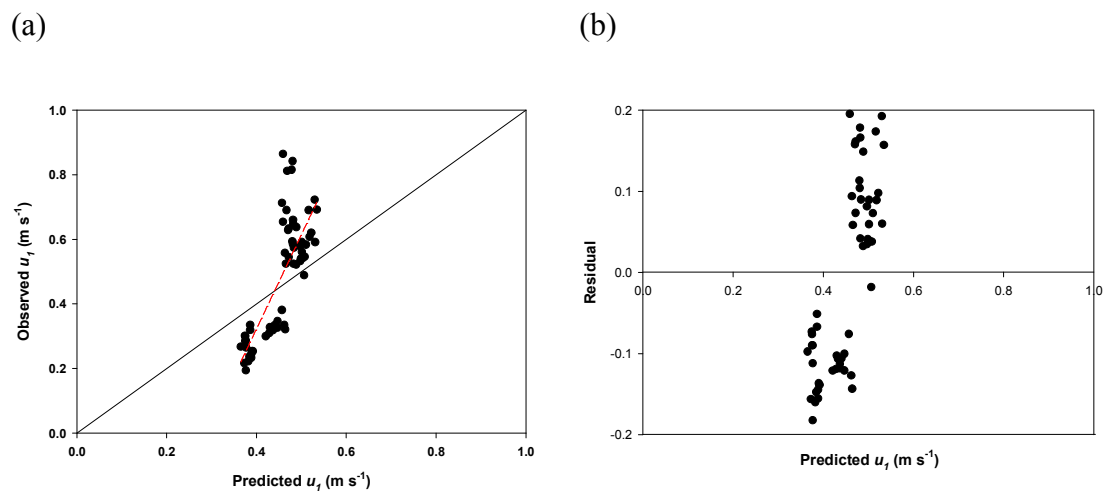 (a)
(b)
1.0
0.8
0.6
0.4
0.2
0.0
0.0 0.2 0.4 0.6 0.8 1.0
Observed u₁ (m s⁻¹)
Predicted u₁ (m s⁻¹)
0.2
0.1
0.0
-0.1
-0.2
0.0 0.2 0.4 0.6 0.8 1.0
Residual
Predicted u₁ (m s⁻¹)